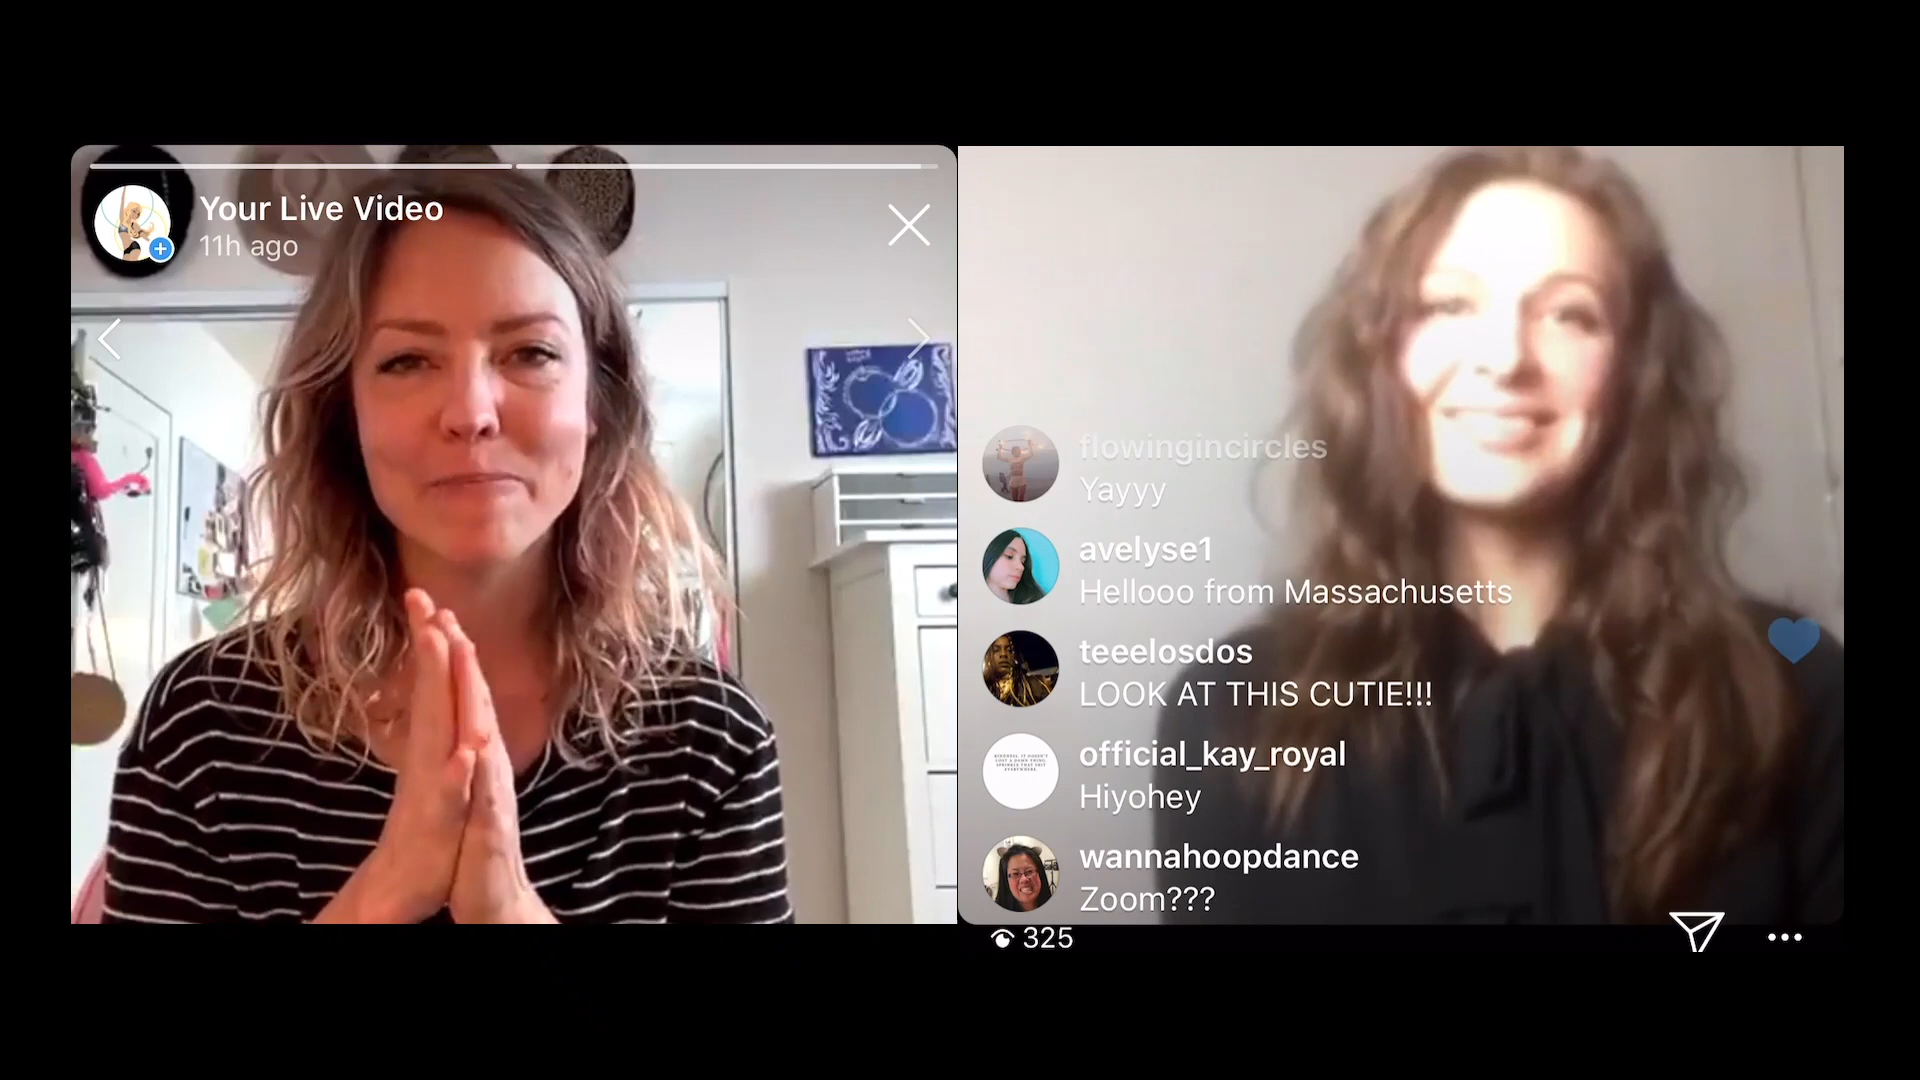 Your Live Video
11h ago
flowingincircles
Yayyy
avelyse1
Hellooo from Massachusetts
teeelosdos
LOOK AT THIS CUTIE!!!
official_kay_royal
Hiyohey
wannahoopdance
Zoom???
325